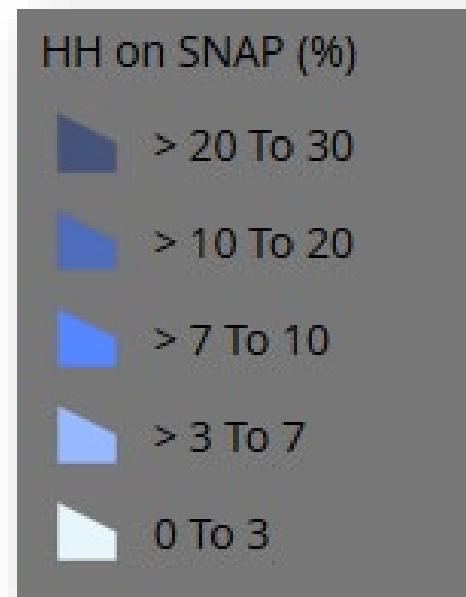 HH on SNAP (%)
> 20 To 30
> 10 To 20
> 7 To 10
> 3 To 7
0 To 3